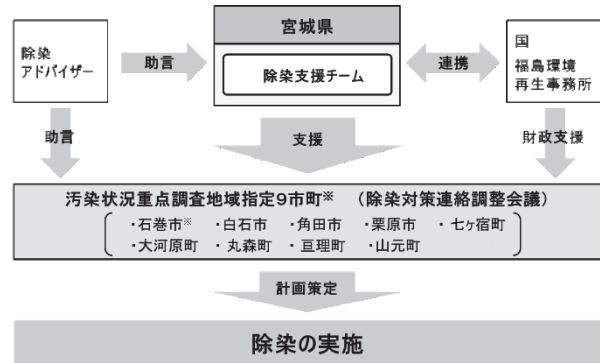 除染
アドバイザー
助言
宮城県
除染支援チーム
連携
国
福島環境
再生事務所
助言
支援
財政支援
汚染状況重点調査地域指定9市町※ (除染対策連絡調整会議)
・石巻市※ ・白石市 ・角田市 ・栗原市 ・七ヶ宿町
・大河原町 ・丸森町 ・亘理町 ・山元町
計画策定
除染の実施